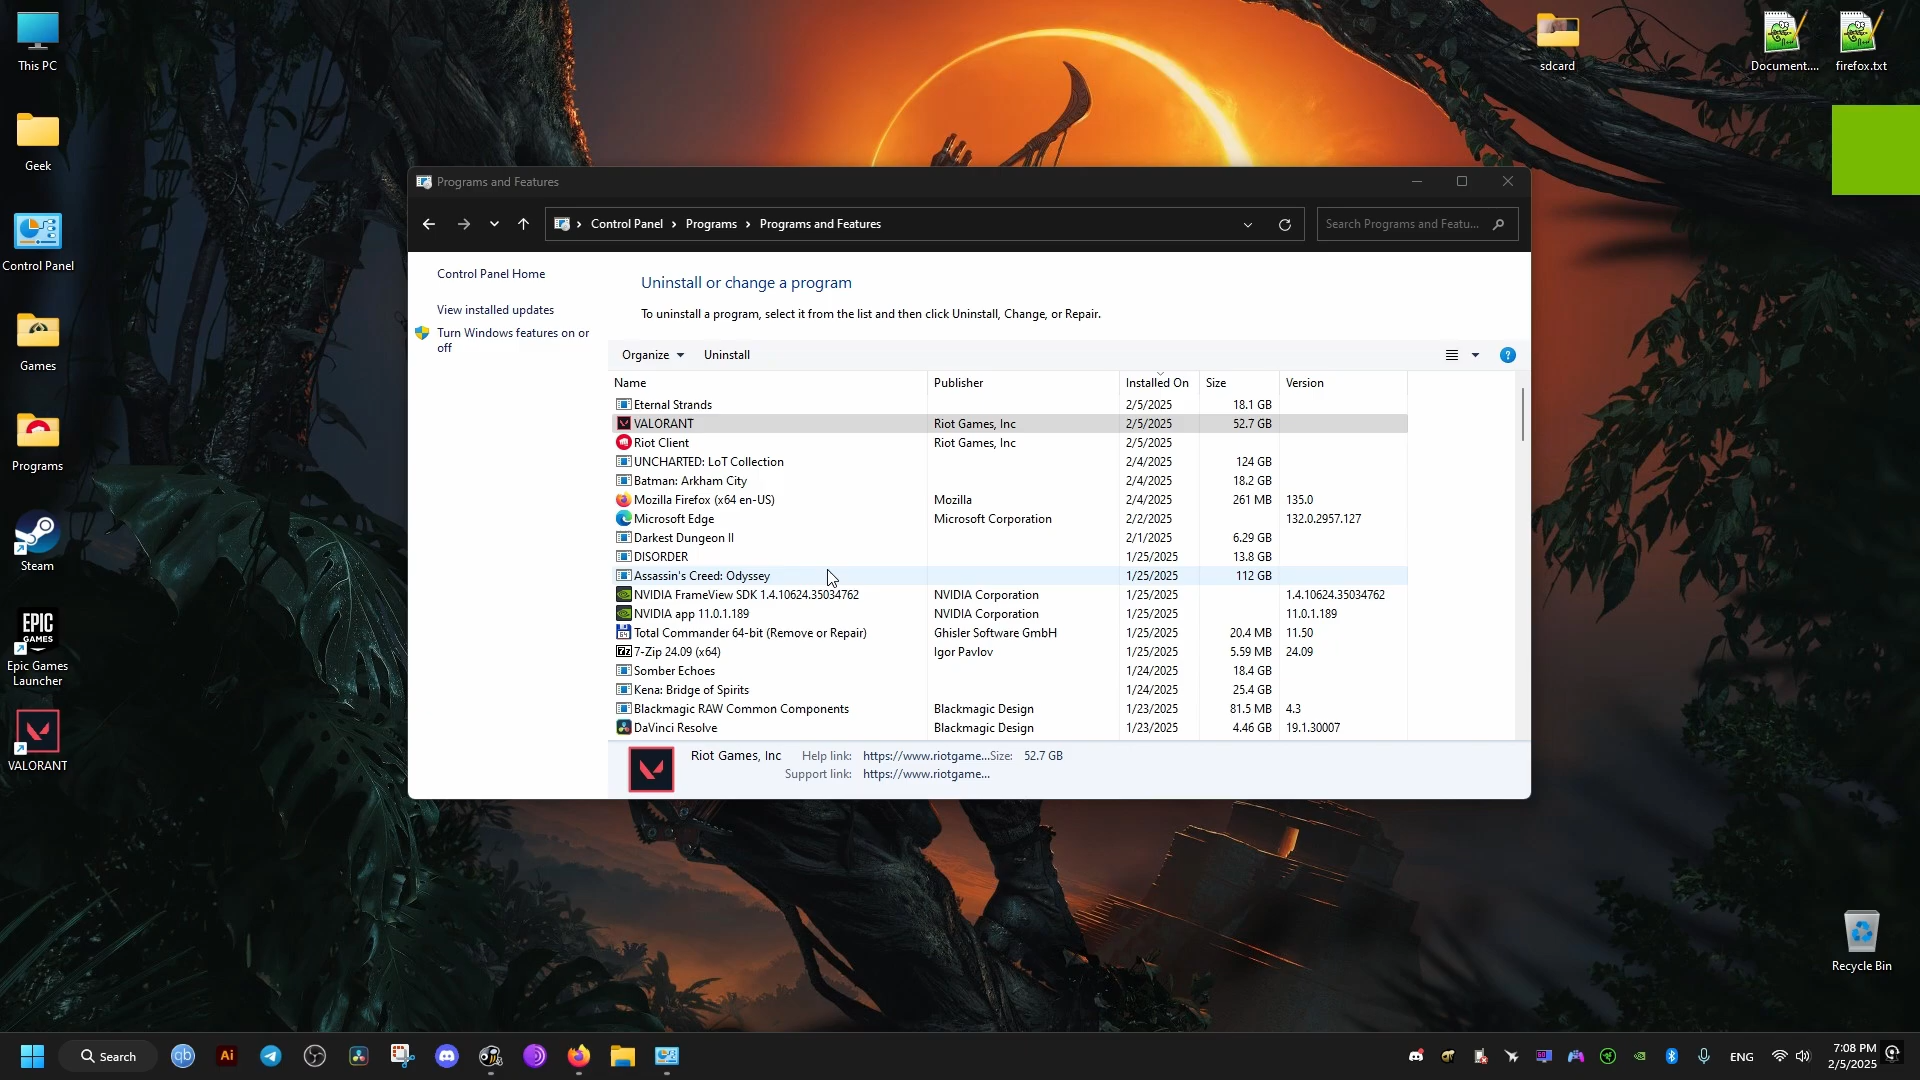 This PC
Geek
Control Panel
Games
Programs
Steam
EPIC
GAMES
Epic Games
Launcher
VALORANT
sdcard
Document....
firefox.txt
Programs and Features
Control Panel > Programs > Programs and Features
Search Programs and Featu...
Control Panel Home
View installed updates
Turn Windows features on or
off
Uninstall or change a program
To uninstall a program, select it from the list and then click Uninstall, Change, or Repair.
Organize Uninstall
Name Publisher Installed On Size Version
Eternal Strands 2/5/2025 18.1 GB
VALORANT Riot Games, Inc 2/5/2025 52.7 GB
Riot Client Riot Games, Inc 2/5/2025
UNCHARTED: LoT Collection 2/4/2025 124 GB
Batman: Arkham City 2/4/2025 18.2 GB
Mozilla Firefox (x64 en-US) Mozilla 2/4/2025 261 MB 135.0
Microsoft Edge Microsoft Corporation 2/2/2025 132.0.2957.127
Darkest Dungeon II 2/1/2025 6.29 GB
DISORDER 1/25/2025 13.8 GB
Assassin's Creed: Odyssey 1/25/2025 112 GB
NVIDIA FrameView SDK 1.4.10624.35034762 NVIDIA Corporation 1/25/2025 1.4.10624.35034762
NVIDIA app 11.0.1.189 NVIDIA Corporation 1/25/2025 11.0.1.189
Total Commander 64-bit (Remove or Repair) Ghisler Software GmbH 1/25/2025 20.4 MB 11.50
7-Zip 24.09 (x64) Igor Pavlov 1/25/2025 5.59 MB 24.09
Somber Echoes 1/24/2025 18.4 GB
Kena: Bridge of Spirits 1/24/2025 25.4 GB
Blackmagic RAW Common Components Blackmagic Design 1/23/2025 81.5 MB 4.3
DaVinci Resolve Blackmagic Design 1/23/2025 4.46 GB 19.1.30007
Riot Games, Inc Help link: https://www.riotgame... Size: 52.7 GB
Support link: https://www.riotgame...
Recycle Bin
Search
qb
Ai
ENG
7:08 PM
2/5/2025